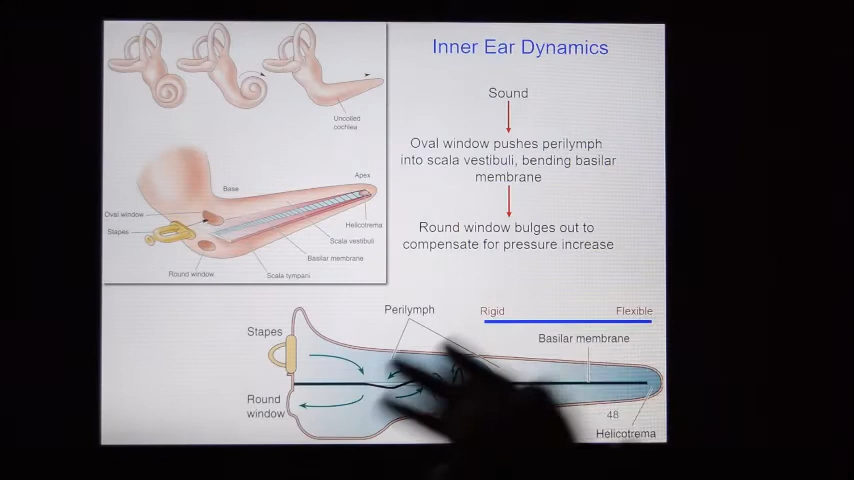 Inner Ear Dynamics
Sound
Oval window pushes perilymph
into scala vestibuli, bending basilar
membrane
Round window bulges out to
compensate for pressure increase
Uncoiled
cochlea
Base
Apex
Oval window
Stapes
Helicotrema
Scala vestibuli
Basilar membrane
Round window
Scala tympani
Perilymph
Rigid
Flexible
Stapes
Basilar membrane
Round
window
48
Helicotrema